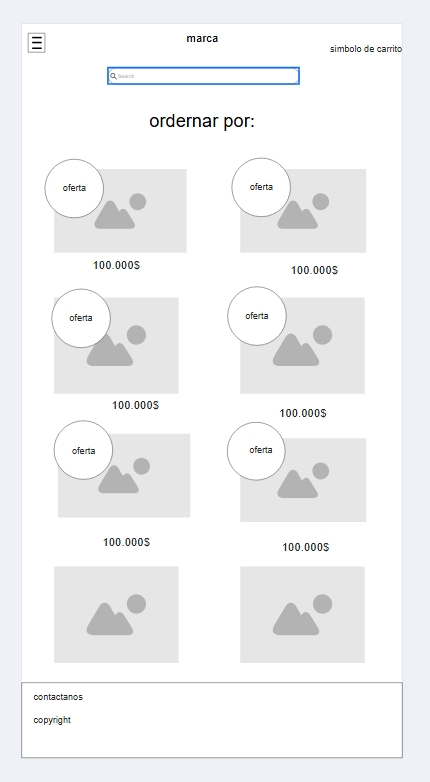 marca
simbolo de carrito
Search
ordernar por:
oferta
oferta
100.000$
100.000$
oferta
oferta
100.000$
100.000$
oferta
oferta
100.000$
100.000$
contactanos
copyright